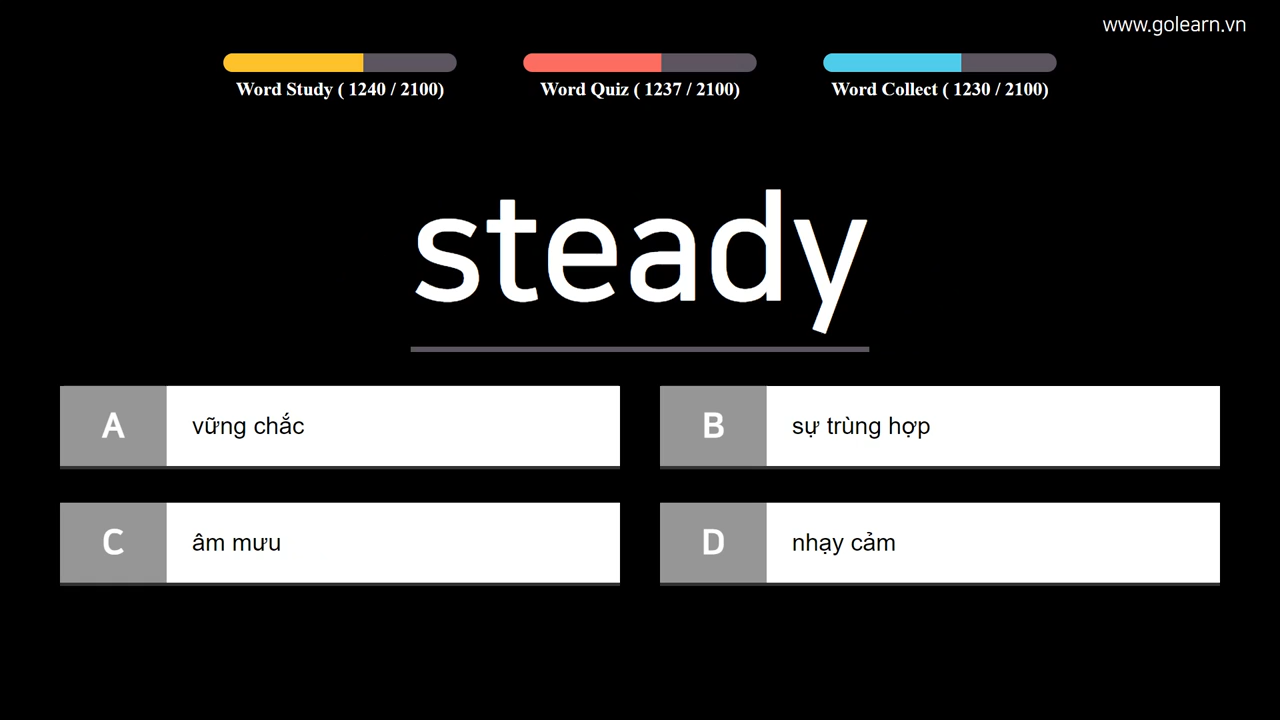 www.golearn.vn
Word Study ( 1240 / 2100)
Word Quiz ( 1237 / 2100)
Word Collect ( 1230 / 2100)
steady
A vững chắc
B sự trùng hợp
C âm mưu
D nhạy cảm